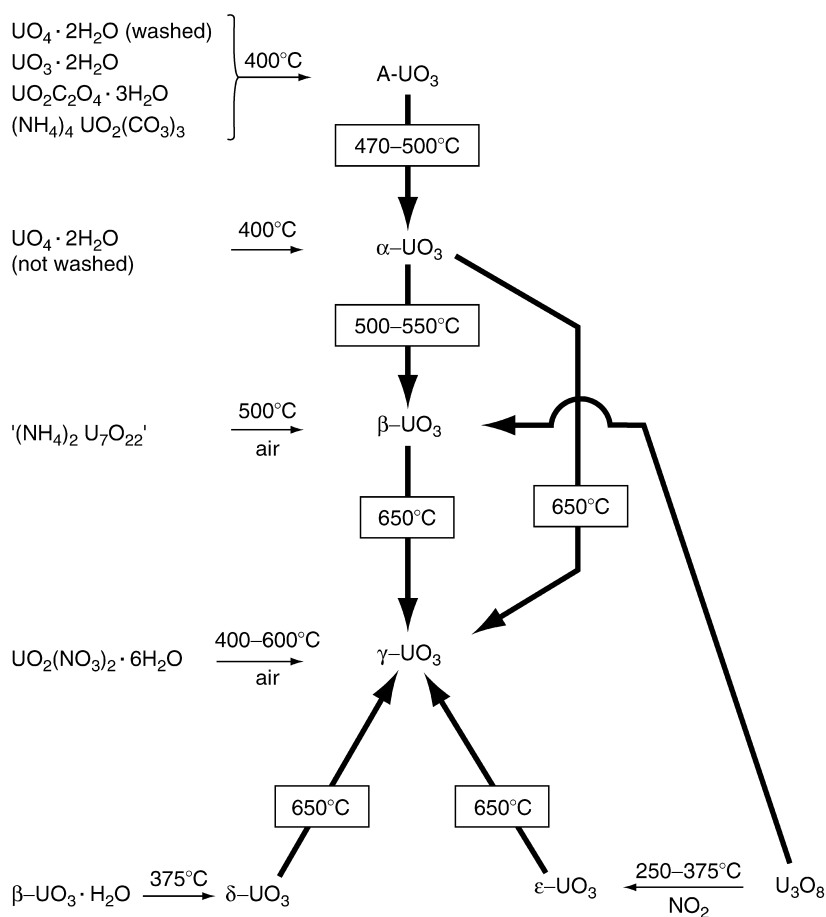 UO₄·2H₂O (washed)
UO₃·2H₂O
UO₂C₂O₄·3H₂O
(NH₄)₄ UO₂(CO₃)₃
400°C
A-UO₃
470–500°C
UO₄·2H₂O
(not washed)
400°C
α–UO₃
500–550°C
'(NH₄)₂ U₇O₂₂'
500°C
air
β–UO₃
650°C
650°C
UO₂(NO₃)₂·6H₂O
400–600°C
air
γ–UO₃
650°C
650°C
β–UO₃·H₂O
375°C
δ–UO₃
ε–UO₃
250–375°C
NO₂
U₃O₈